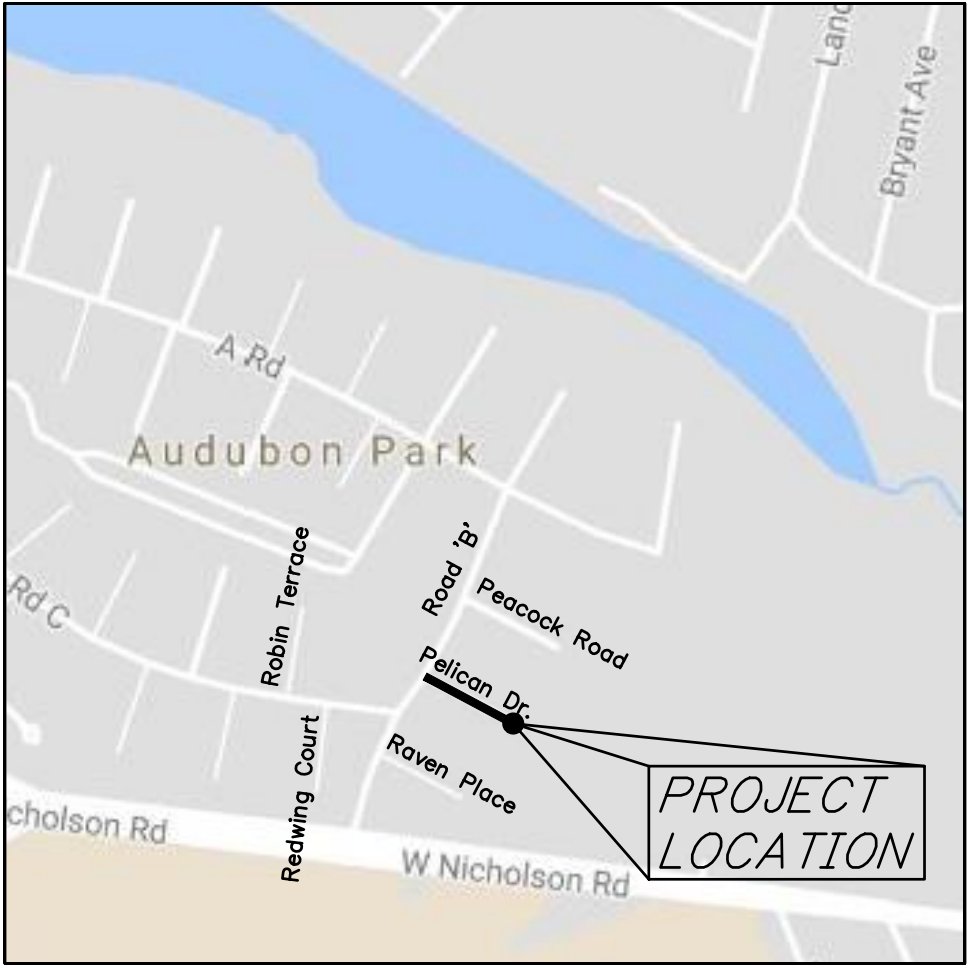 Bryant Ave
A Rd
Audubon Park
Road 'B'
Robin Terrace
Peacock Road
Rd C
Pelican Dr.
Redwing Court
Raven Place
cholson Rd
W Nicholson Rd
PROJECT
LOCATION